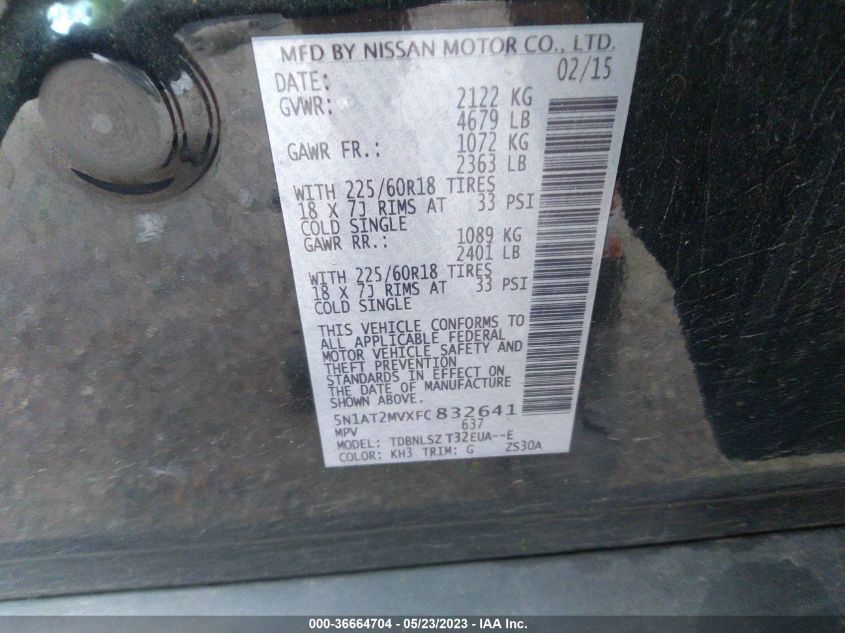 MFD BY NISSAN MOTOR CO., LTD.
DATE: 02/15
GVWR: 2122 KG
4679 LB
GAWR FR.: 1072 KG
2363 LB
WITH 225/60R18 TIRES
18 X 7J RIMS AT 33 PSI
COLD SINGLE
GAWR RR.: 1089 KG
2401 LB
WITH 225/60R18 TIRES
18 X 7J RIMS AT 33 PSI
COLD SINGLE
THIS VEHICLE CONFORMS TO
ALL APPLICABLE FEDERAL
MOTOR VEHICLE SAFETY AND
THEFT PREVENTION
STANDARDS IN EFFECT ON
THE DATE OF MANUFACTURE
SHOWN ABOVE.
5N1AT2MVXFC832641
MPV 637
MODEL: TDBNLSZ T32EUA--E
COLOR: KH3 TRIM: G ZS30A
000-36664704 - 05/23/2023 - IAA Inc.